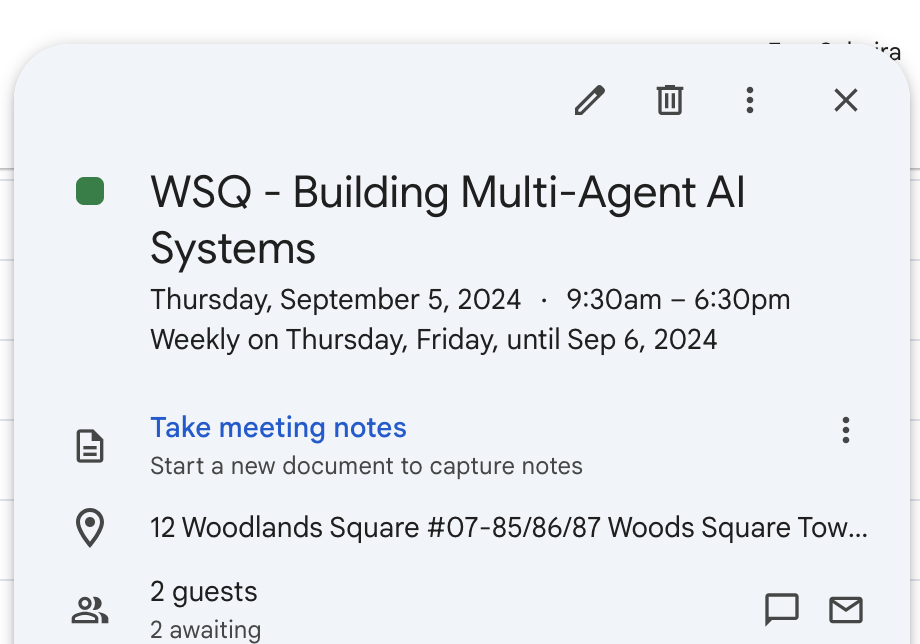 WSQ - Building Multi-Agent AI
Systems
Thursday, September 5, 2024 · 9:30am – 6:30pm
Weekly on Thursday, Friday, until Sep 6, 2024
Take meeting notes
Start a new document to capture notes
12 Woodlands Square #07-85/86/87 Woods Square Tow...
2 guests
2 awaiting